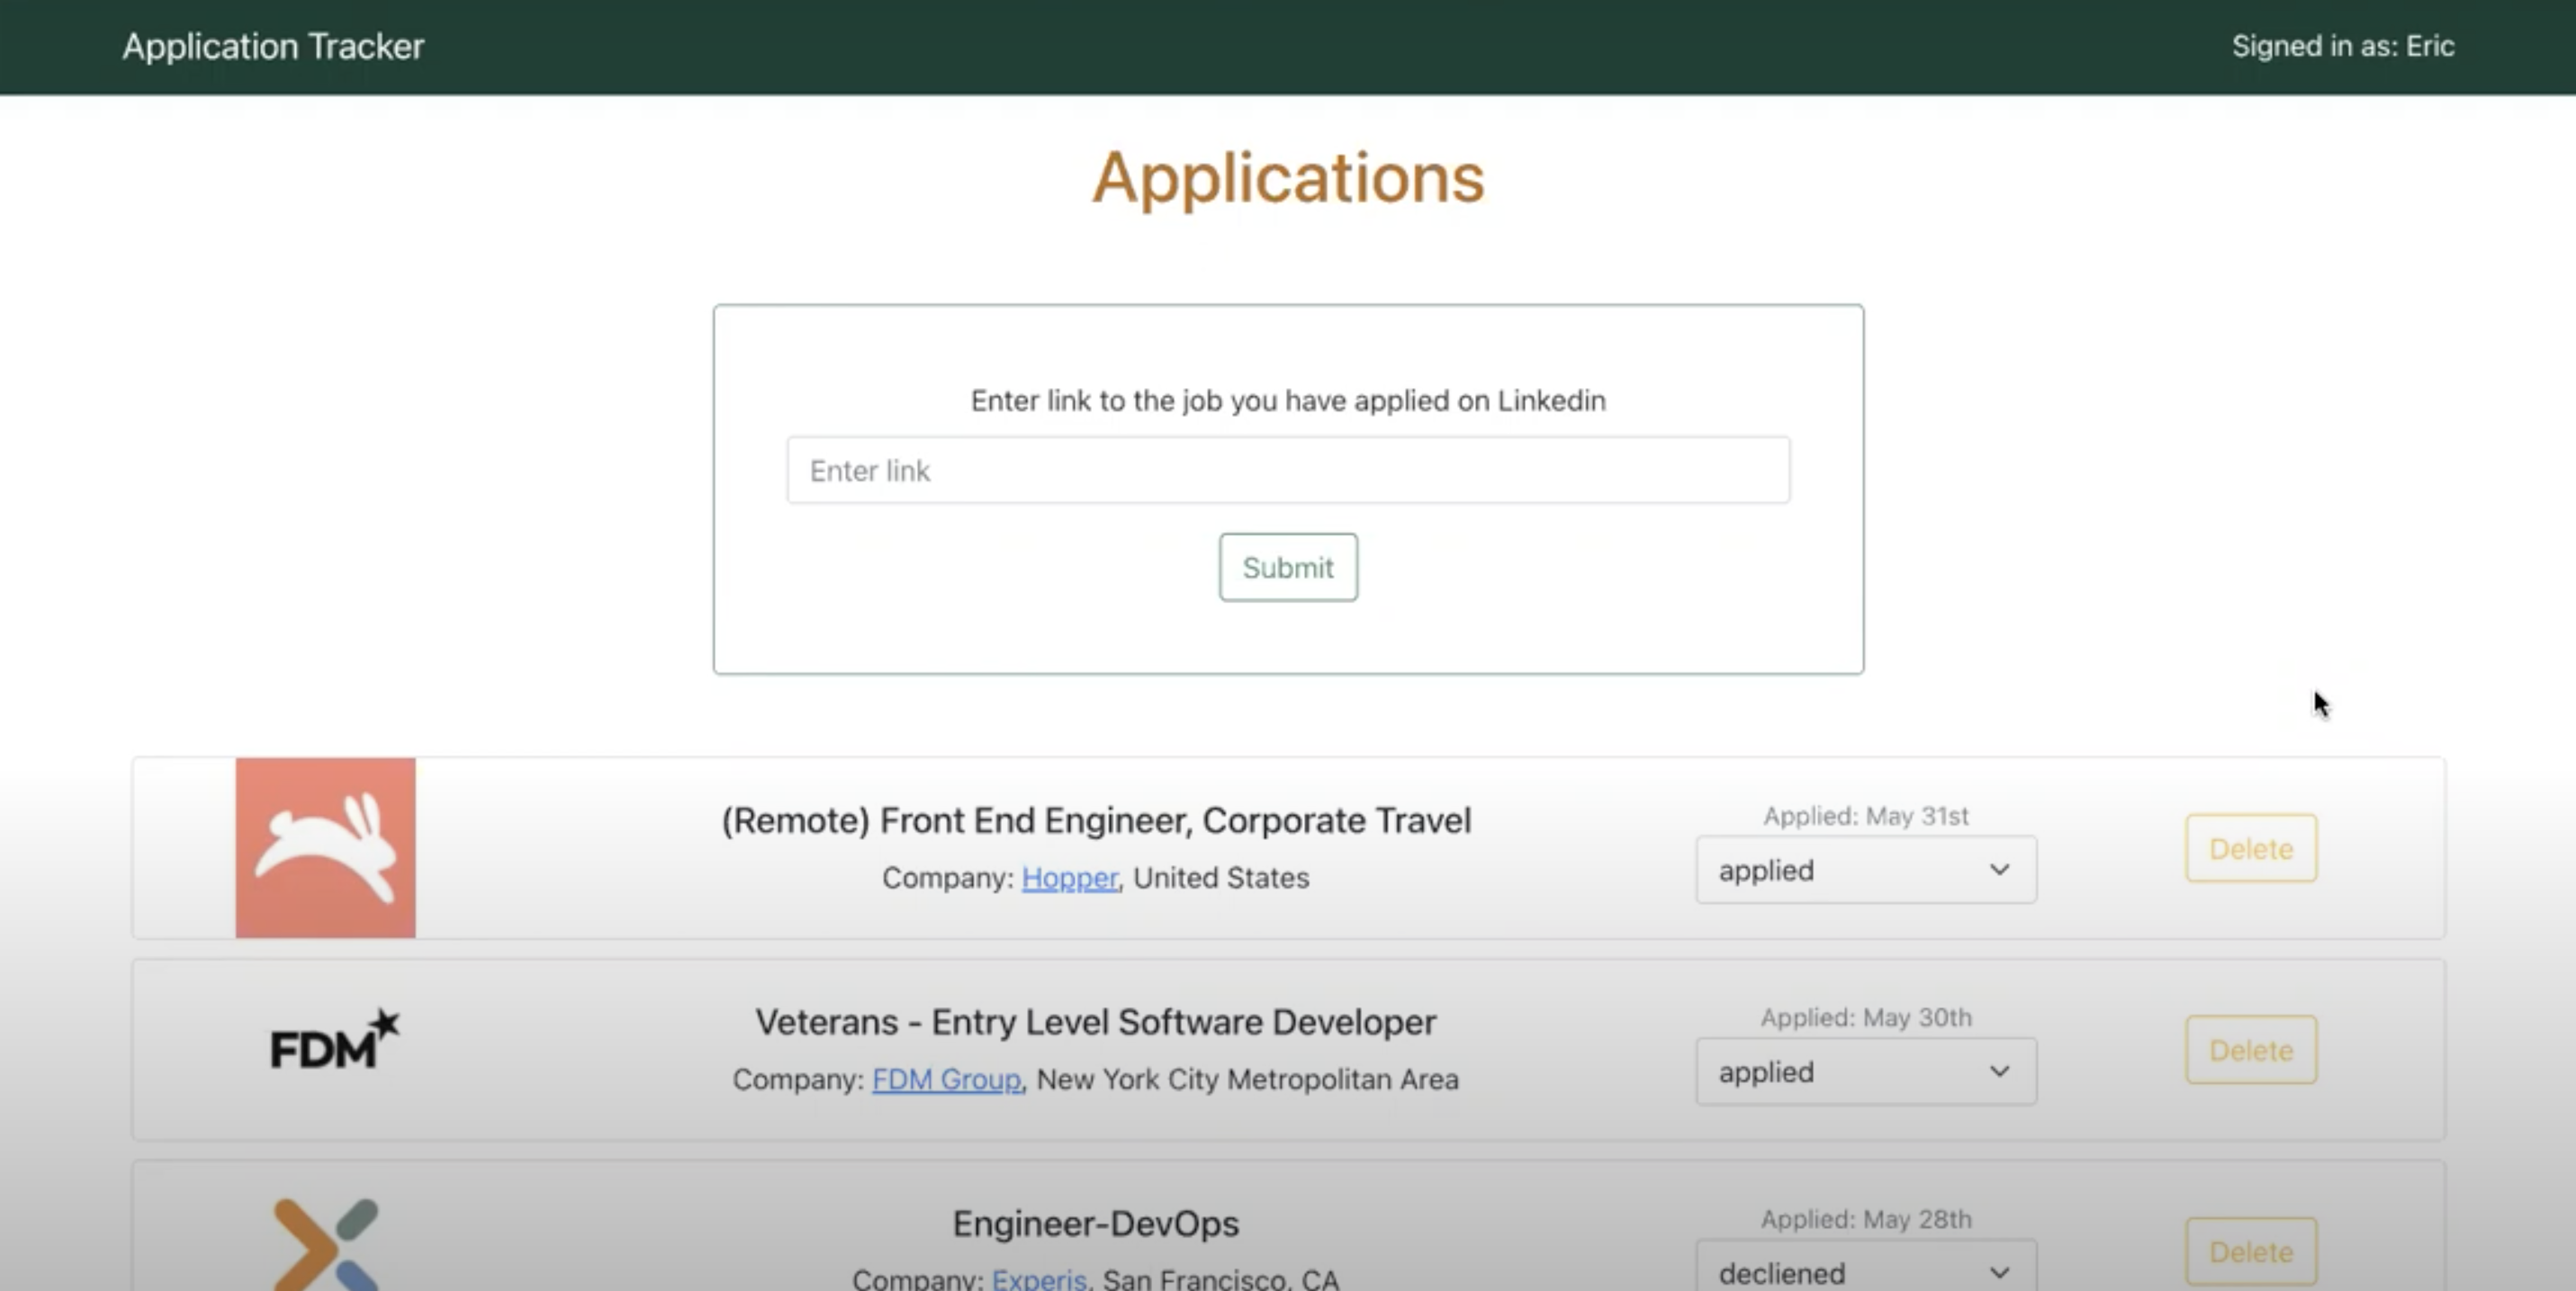 Application Tracker
Signed in as: Eric
Applications
Enter link to the job you have applied on Linkedin
Enter link
Submit
(Remote) Front End Engineer, Corporate Travel
Company: Hopper, United States
Applied: May 31st
applied
Delete
FDM
Veterans - Entry Level Software Developer
Company: FDM Group, New York City Metropolitan Area
Applied: May 30th
applied
Delete
Engineer-DevOps
Company: Experis, San Francisco, CA
Applied: May 28th
decliened
Delete